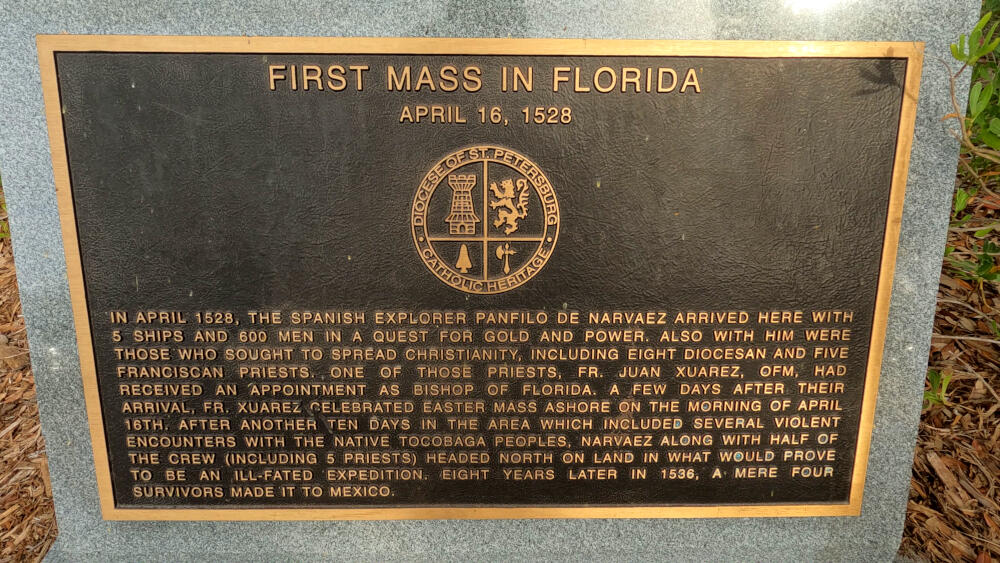 FIRST MASS IN FLORIDA
APRIL 16, 1528
DIOCESE OF ST. PETERSBURG
• CATHOLIC HERITAGE •
IN APRIL 1528, THE SPANISH EXPLORER PANFILO DE NARVAEZ ARRIVED HERE WITH
5 SHIPS AND 600 MEN IN A QUEST FOR GOLD AND POWER. ALSO WITH HIM WERE
THOSE WHO SOUGHT TO SPREAD CHRISTIANITY, INCLUDING EIGHT DIOCESAN AND FIVE
FRANCISCAN PRIESTS. ONE OF THOSE PRIESTS, FR. JUAN XUAREZ, OFM, HAD
RECEIVED AN APPOINTMENT AS BISHOP OF FLORIDA. A FEW DAYS AFTER THEIR
ARRIVAL, FR. XUAREZ CELEBRATED EASTER MASS ASHORE ON THE MORNING OF APRIL
16TH. AFTER ANOTHER TEN DAYS IN THE AREA WHICH INCLUDED SEVERAL VIOLENT
ENCOUNTERS WITH THE NATIVE TOCOBAGA PEOPLES, NARVAEZ ALONG WITH HALF OF
THE CREW (INCLUDING 5 PRIESTS) HEADED NORTH ON LAND IN WHAT WOULD PROVE
TO BE AN ILL-FATED EXPEDITION. EIGHT YEARS LATER IN 1536, A MERE FOUR
SURVIVORS MADE IT TO MEXICO.